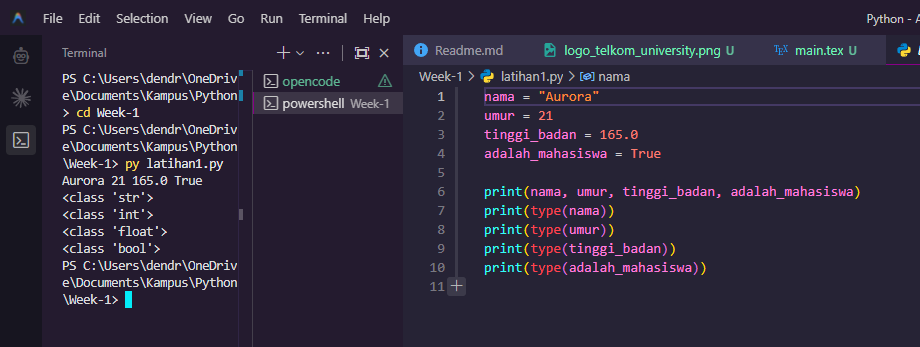 File Edit Selection View Go Run Terminal Help
Python - A
Terminal
PS C:\Users\dendr\OneDriv
e\Documents\Kampus\Python
> cd Week-1
PS C:\Users\dendr\OneDriv
e\Documents\Kampus\Python
\Week-1> py latihan1.py
Aurora 21 165.0 True
<class 'str'>
<class 'int'>
<class 'float'>
<class 'bool'>
PS C:\Users\dendr\OneDriv
e\Documents\Kampus\Python
\Week-1>
opencode
powershell Week-1
Readme.md
logo_telkom_university.png U
TEX main.tex U
Week-1 > latihan1.py > nama
1 nama = "Aurora"
2 umur = 21
3 tinggi_badan = 165.0
4 adalah_mahasiswa = True
5
6 print(nama, umur, tinggi_badan, adalah_mahasiswa)
7 print(type(nama))
8 print(type(umur))
9 print(type(tinggi_badan))
10 print(type(adalah_mahasiswa))
11